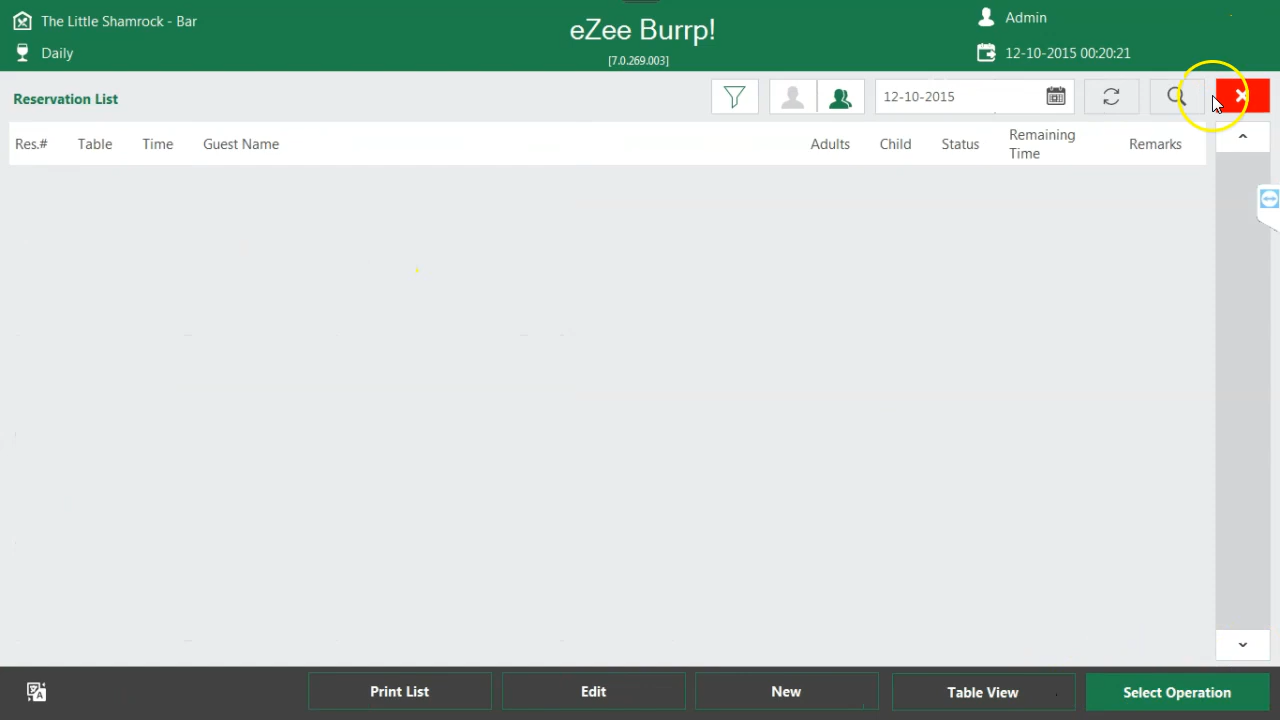 The Little Shamrock - Bar
eZee Burrp!
Admin
Daily
[7.0.269.003]
12-10-2015 00:20:21
Reservation List
12-10-2015
Res.# Table Time Guest Name Adults Child Status Remaining Time Remarks
Print List Edit New Table View Select Operation